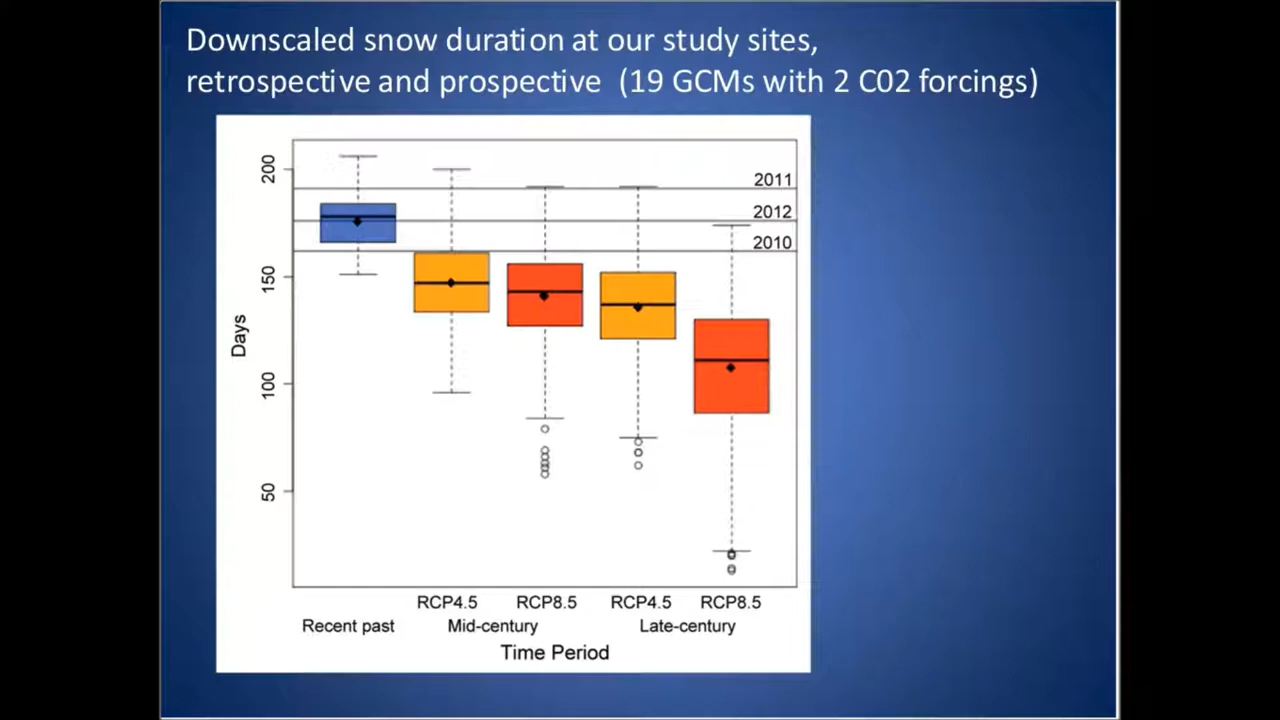 Downscaled snow duration at our study sites,
retrospective and prospective (19 GCMs with 2 C02 forcings)
200
2011
2012
2010
150
Days
100
50
RCP4.5 RCP8.5 RCP4.5 RCP8.5
Recent past Mid-century Late-century
Time Period